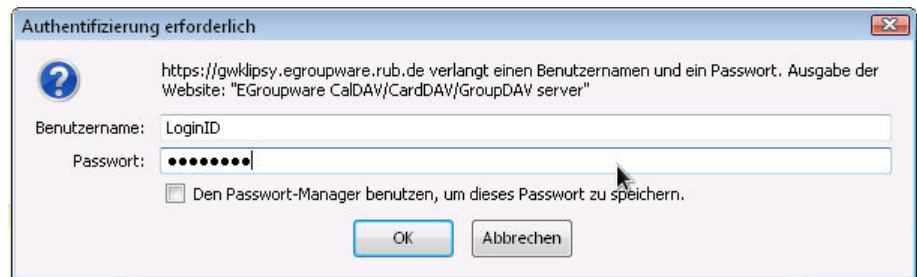 Authentifizierung erforderlich
https://gwklipsy.egroupware.rub.de verlangt einen Benutzernamen und ein Passwort. Ausgabe der
Website: "EGroupware CalDAV/CardDAV/GroupDAV server"
Benutzername: LoginID
Passwort: ●●●●●●●●
Den Passwort-Manager benutzen, um dieses Passwort zu speichern.
OK Abbrechen